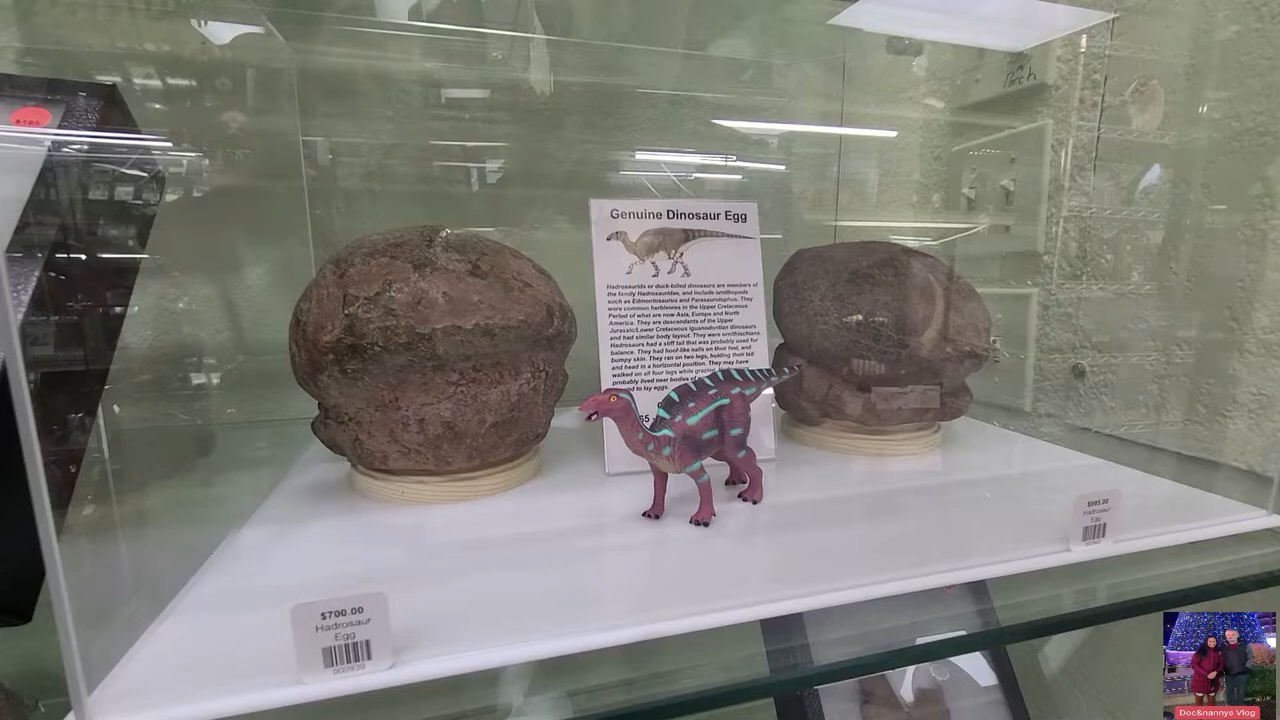 Genuine Dinosaur Egg
Hadrosaurids or duck-billed dinosaurs are members of
the family Hadrosauridae, and include ornithopods
such as Edmontosaurus and Parasaurolophus. They
were common herbivores in the Upper Cretaceous
Period of what are now Asia, Europe and North
America. They are descendants of the Upper
Jurassic/Lower Cretaceous iguanodontian dinosaurs
and had similar body layout. They were ornithischians.
Hadrosaurs had a stiff tail that was probably used for
balance. They had hoof-like nails on their feet, and
bumpy skin. They ran on two legs, holding their tail
and head in a horizontal position. They may have
walked on all four legs while grazing.
probably lived near bodies of
to lay eggs.
65
$700.00
Hadrosaur
Egg
000939
$895.00
Hadrosaur
Egg
Doc&nannys Vlog